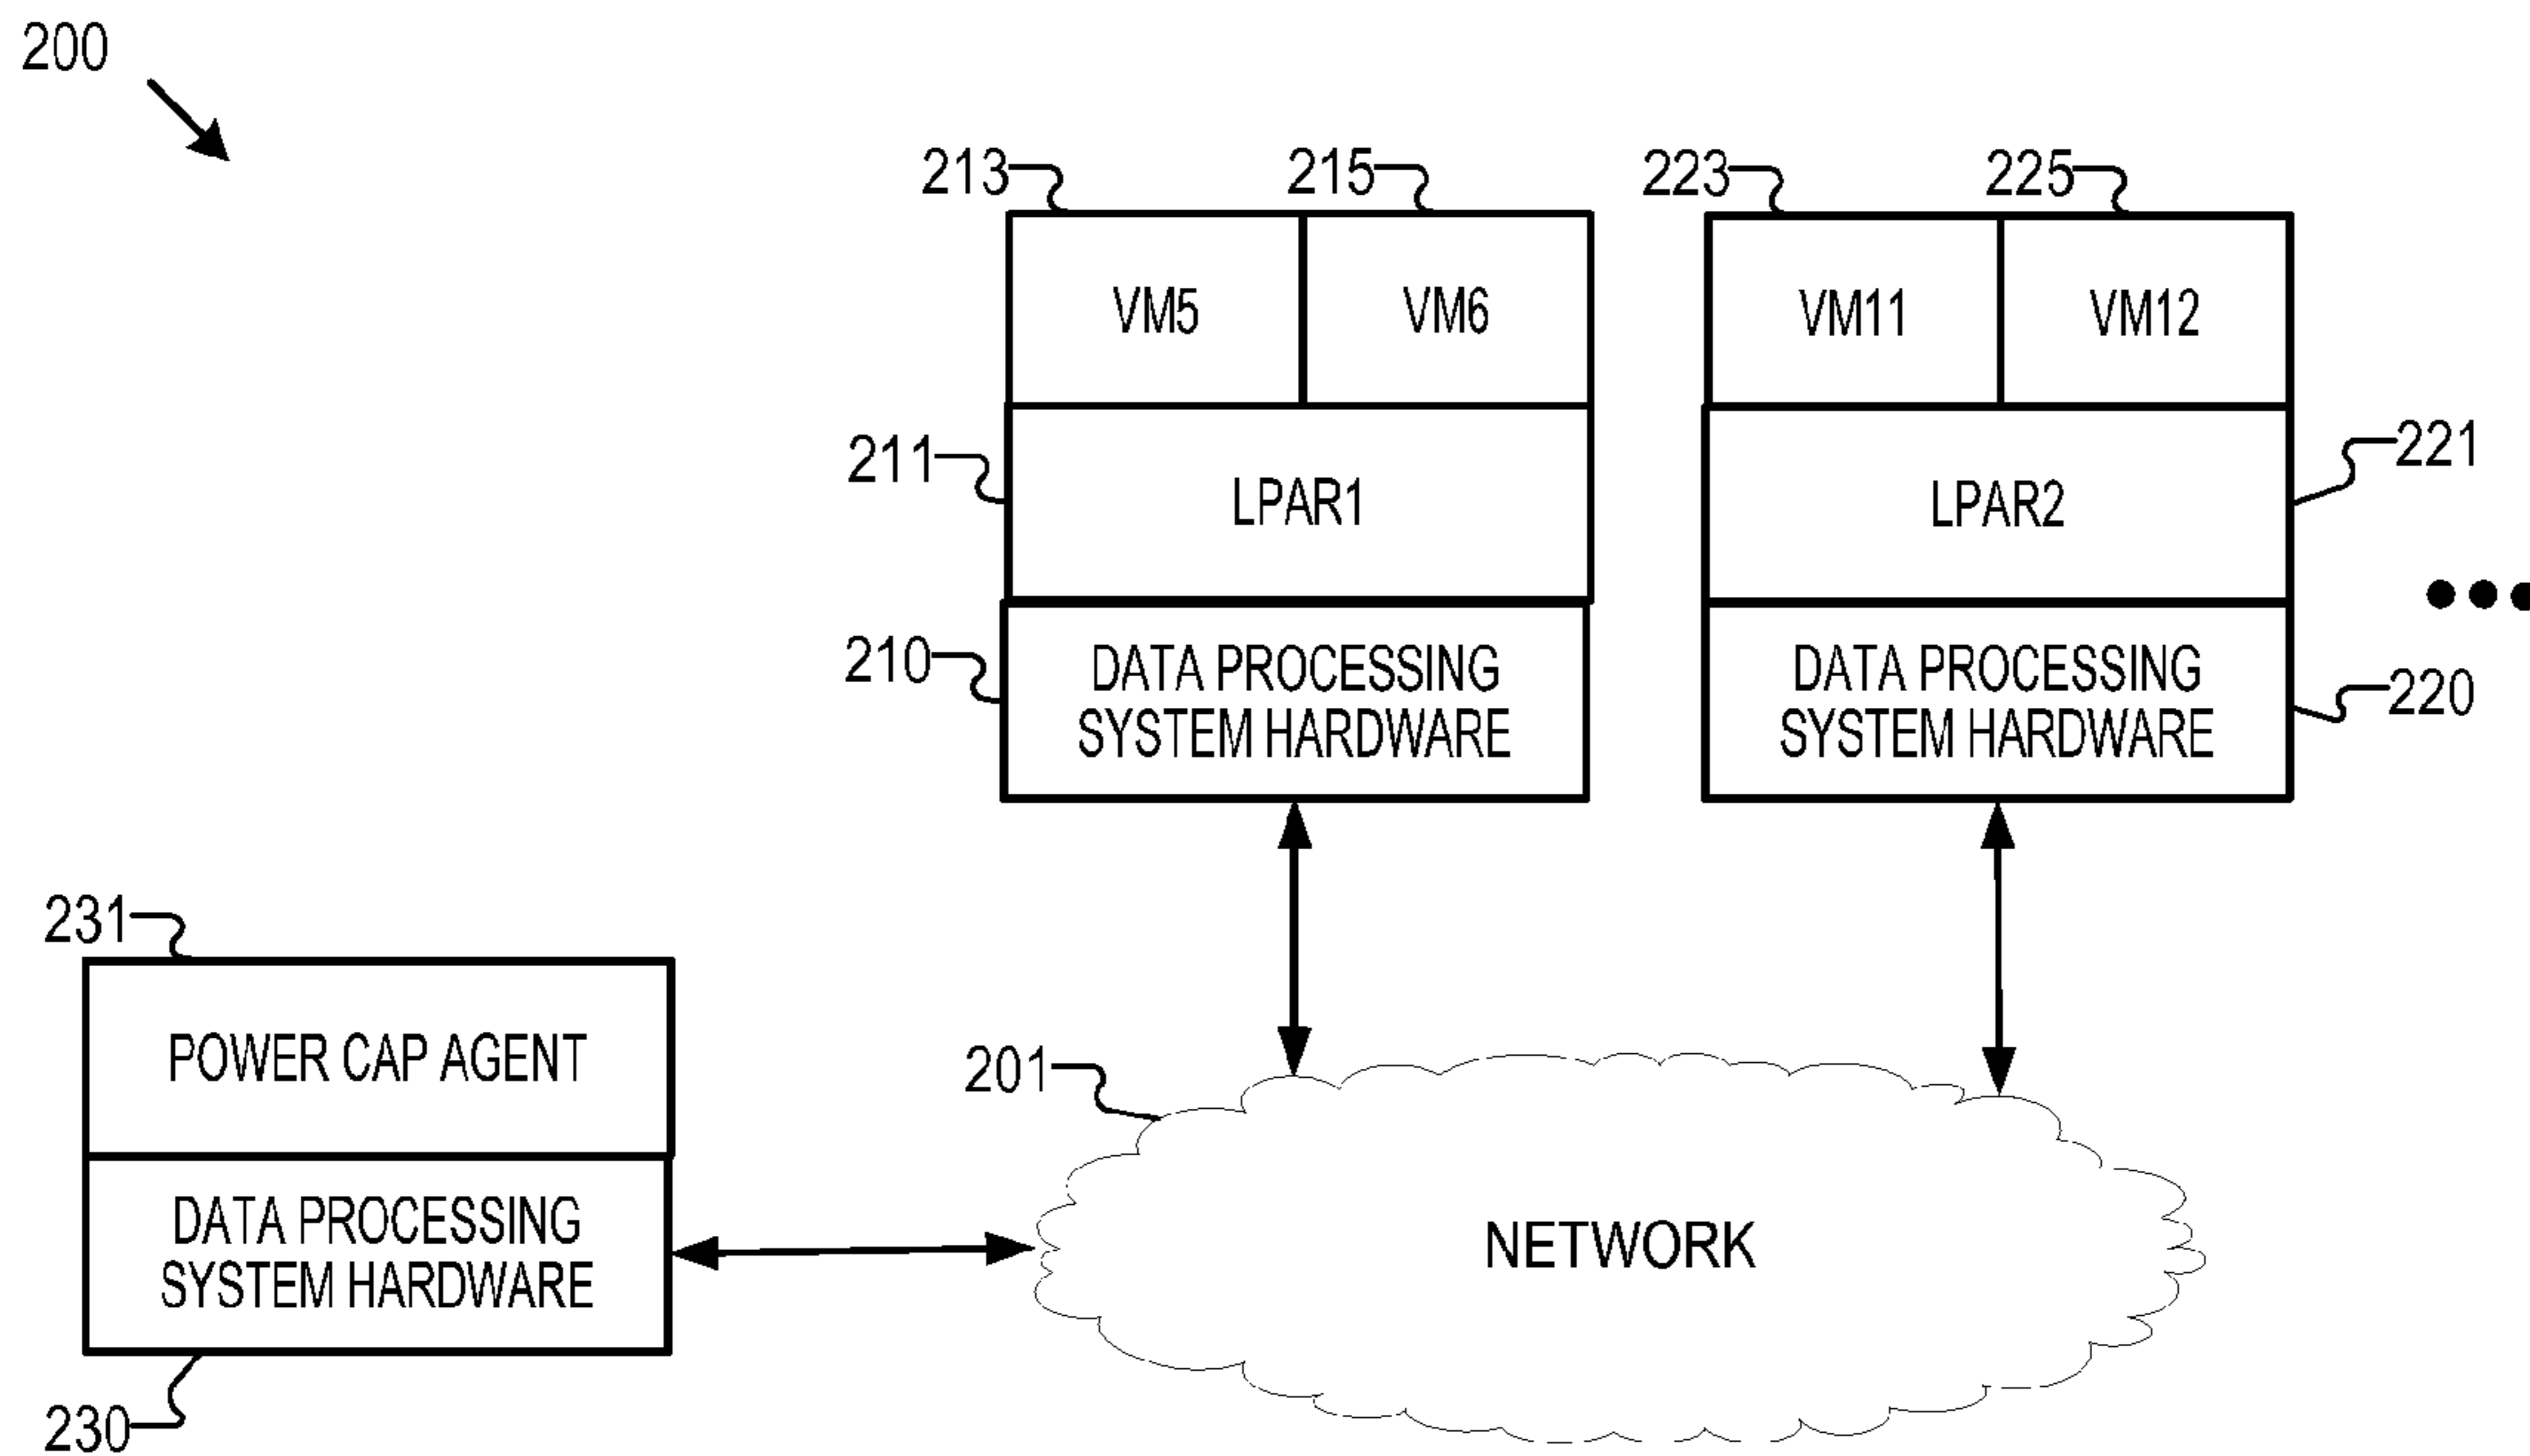 200
213
215
223
225
VM5
VM6
VM11
VM12
211
LPAR1
LPAR2
221
210
DATA PROCESSING
SYSTEM HARDWARE
DATA PROCESSING
SYSTEM HARDWARE
220
231
POWER CAP AGENT
201
DATA PROCESSING
SYSTEM HARDWARE
NETWORK
230